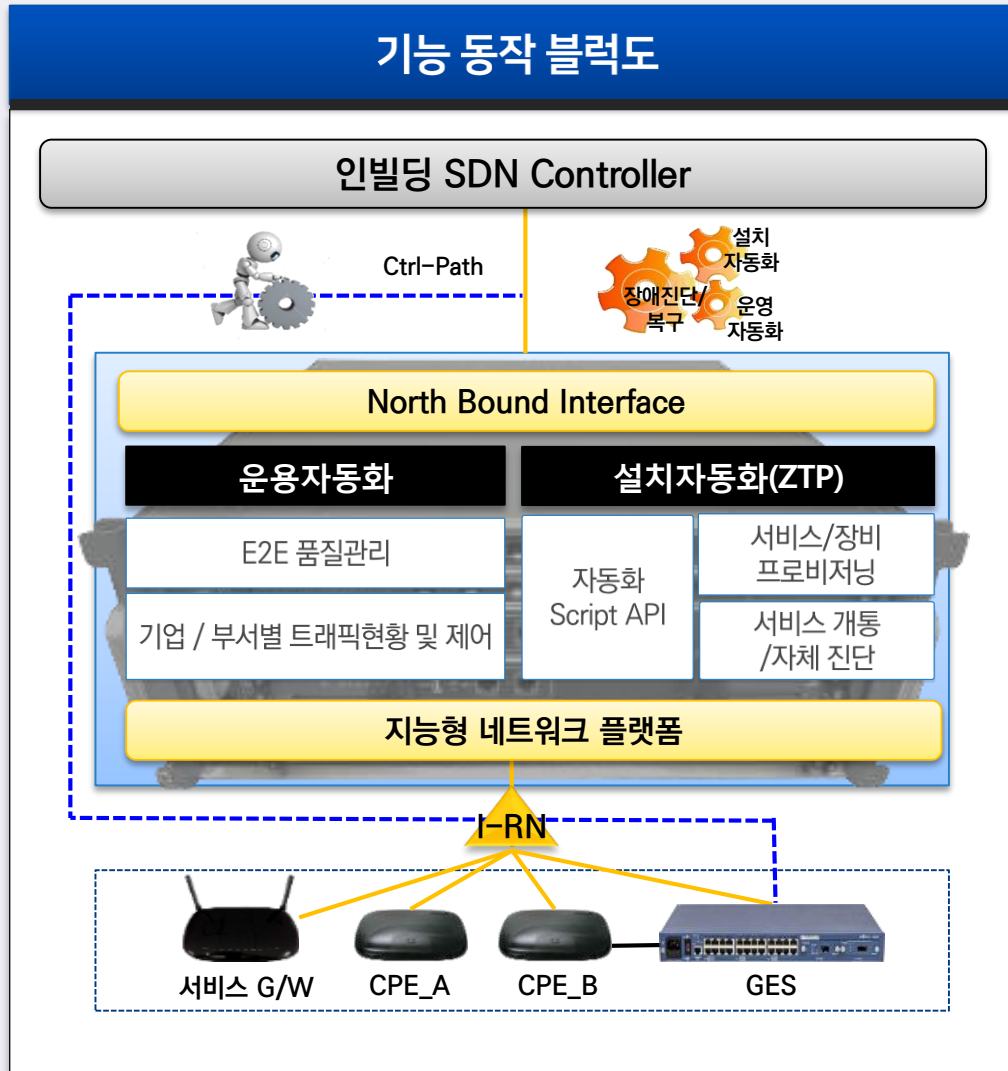 기능 동작 블럭도
인빌딩 SDN Controller
Ctrl-Path
설치
자동화
장애진단/
복구
운영
자동화
North Bound Interface
운용자동화
설치자동화(ZTP)
E2E 품질관리
기업 / 부서별 트래픽현황 및 제어
자동화
Script API
서비스/장비
프로비저닝
서비스 개통
/자체 진단
지능형 네트워크 플랫폼
I-RN
서비스 G/W
CPE_A
CPE_B
GES